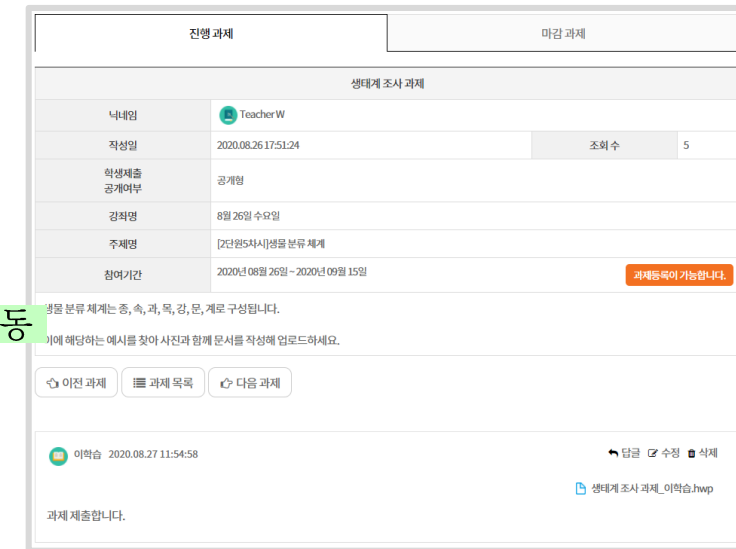 진행 과제
마감 과제
생태계 조사 과제
닉네임 Teacher W
작성일 2020.08.26 17:51:24 조회 수 5
학생제출
공개여부
공개형
강좌명 8월 26일 수요일
주제명 [2단원5차시]생물 분류 체계
참여기간 2020년 08월 26일 ~ 2020년 09월 15일 과제등록이 가능합니다.
동
생물 분류 체계는 종, 속, 과, 목, 강, 문, 계로 구성됩니다.
이에 해당하는 예시를 찾아 사진과 함께 문서를 작성해 업로드하세요.
이전 과제 과제 목록 다음 과제
이학습 2020.08.27 11:54:58 답글 수정 삭제
생태계 조사 과제_이학습.hwp
과제 제출합니다.